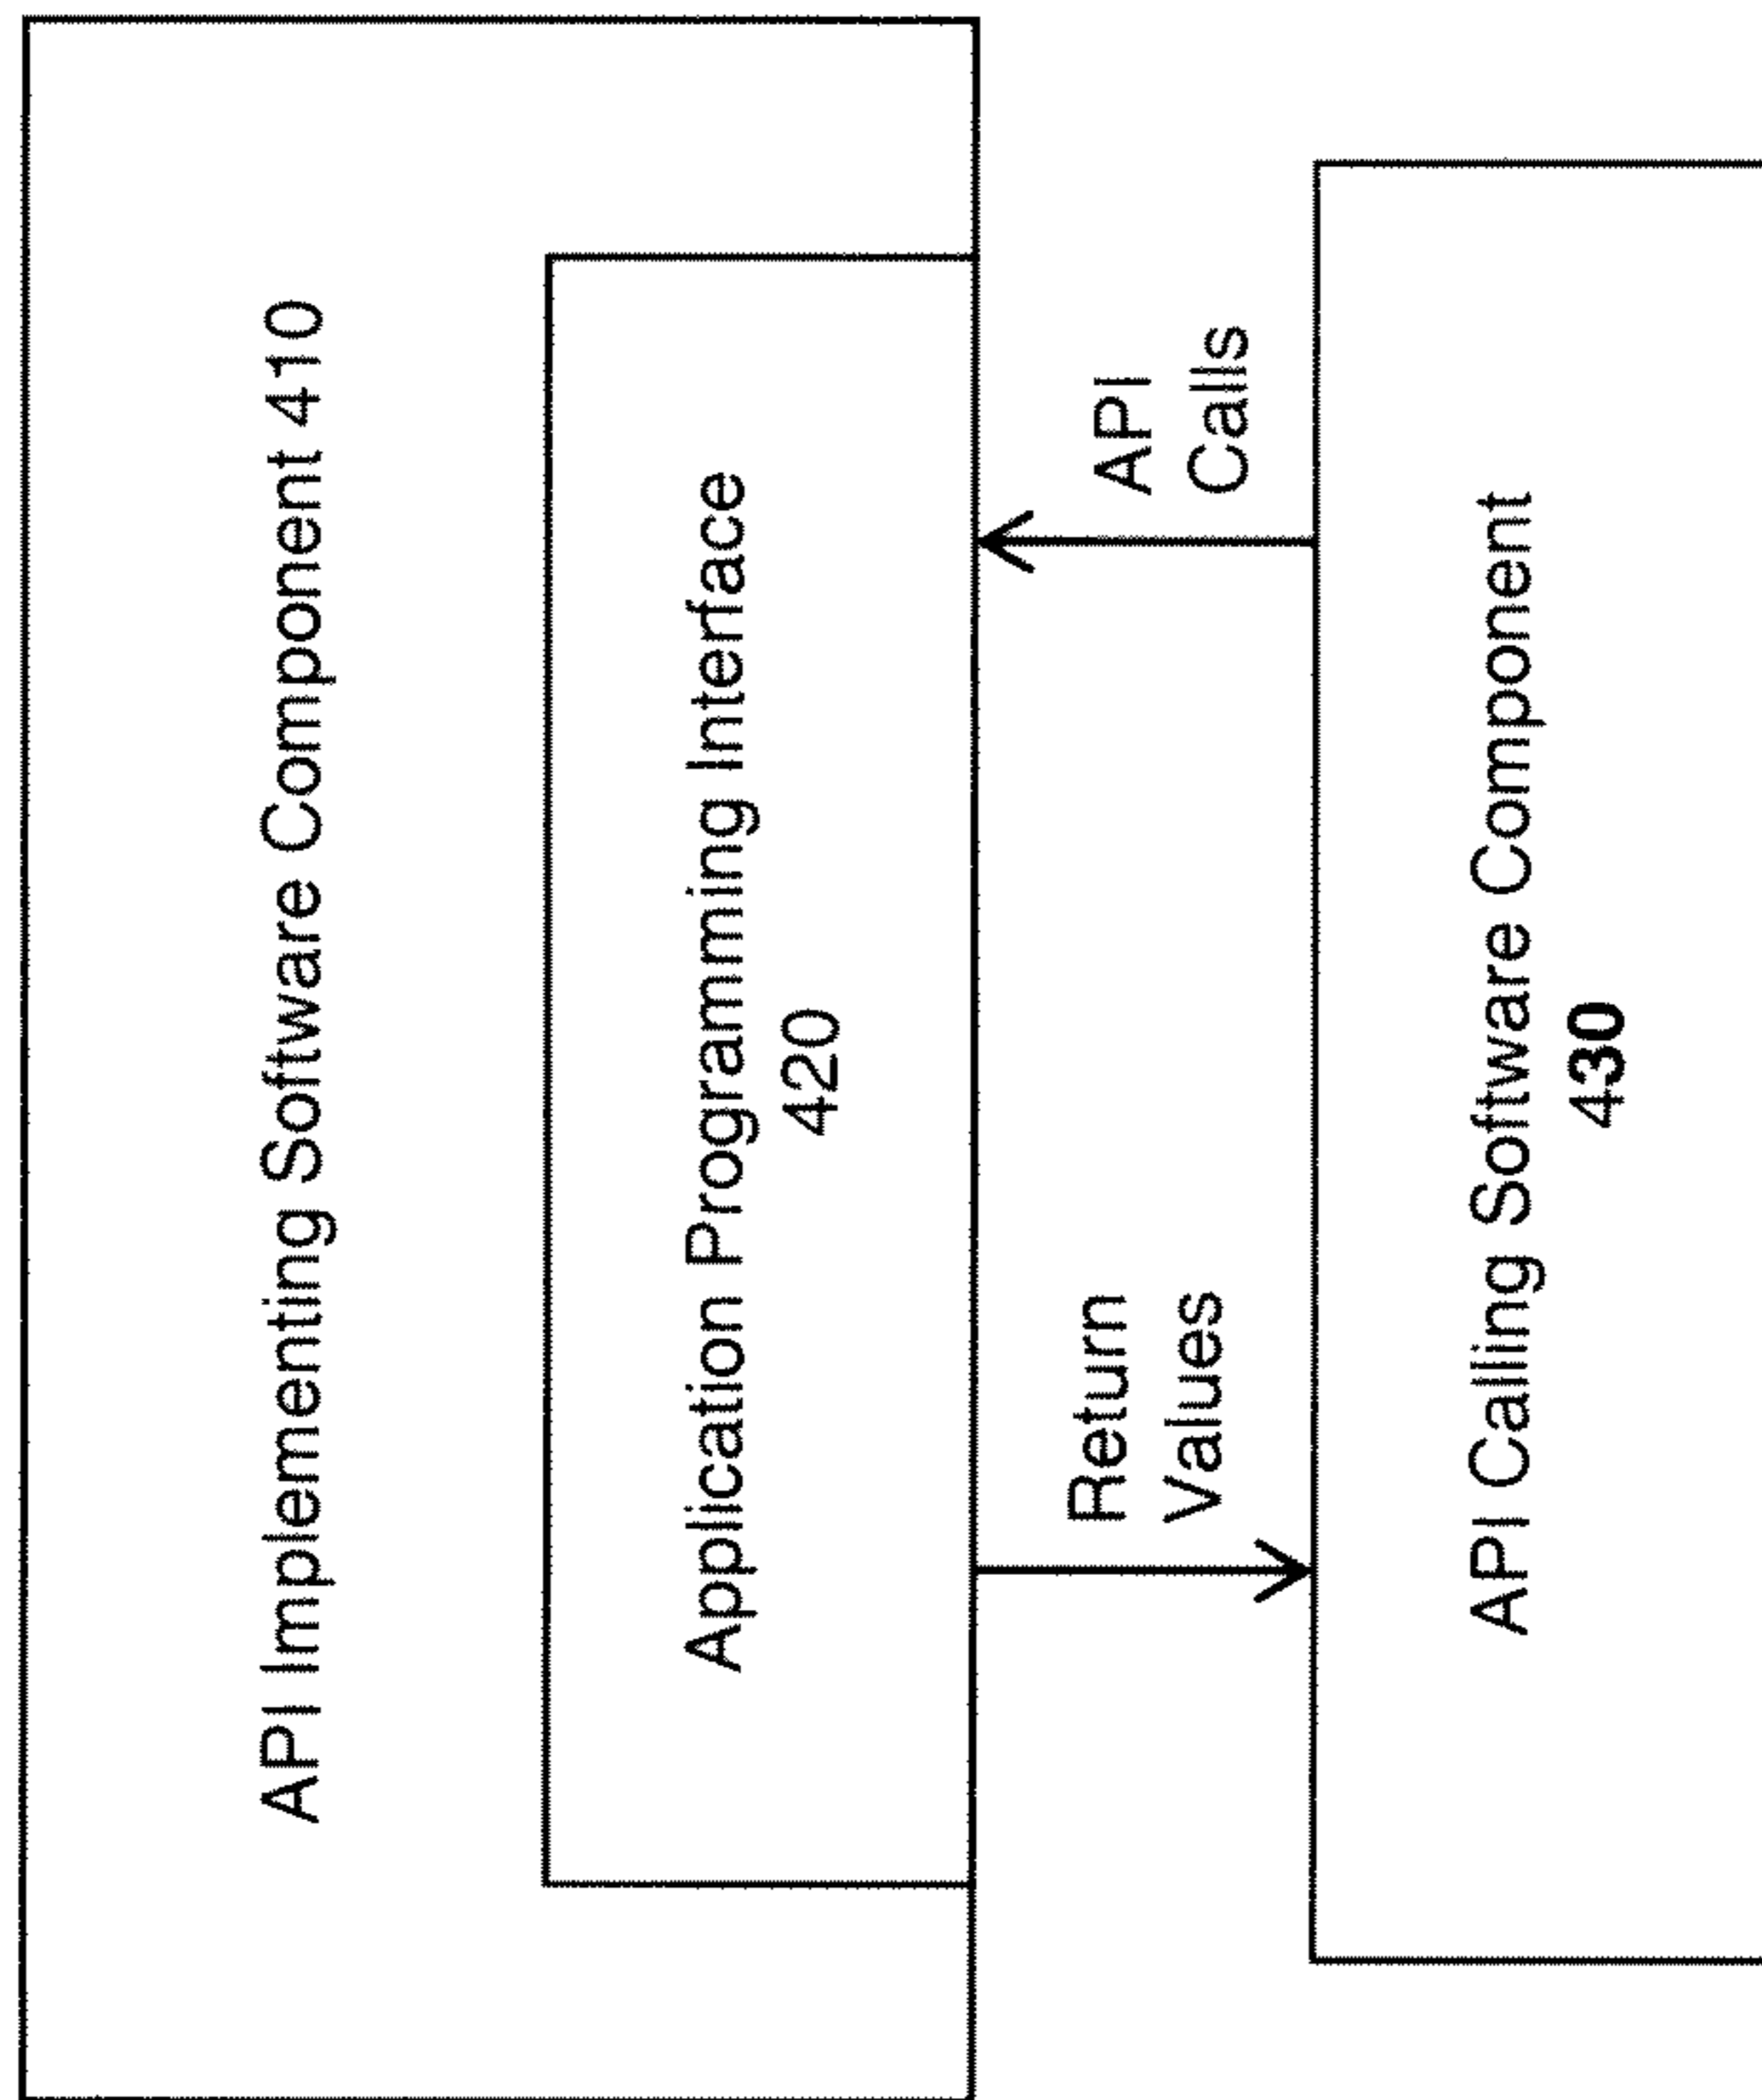 API Implementing Software Component 410
Application Programming Interface
420
Return
Values
API
Calls
API Calling Software Component
430